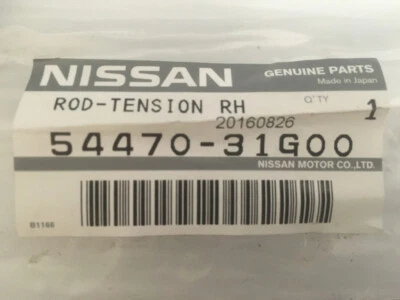 NISSAN GENUINE PARTS
Made in Japan
ROD-TENSION RH Q'TY 1
20160826
54470-31G00
NISSAN MOTOR CO.,LTD.
B1166